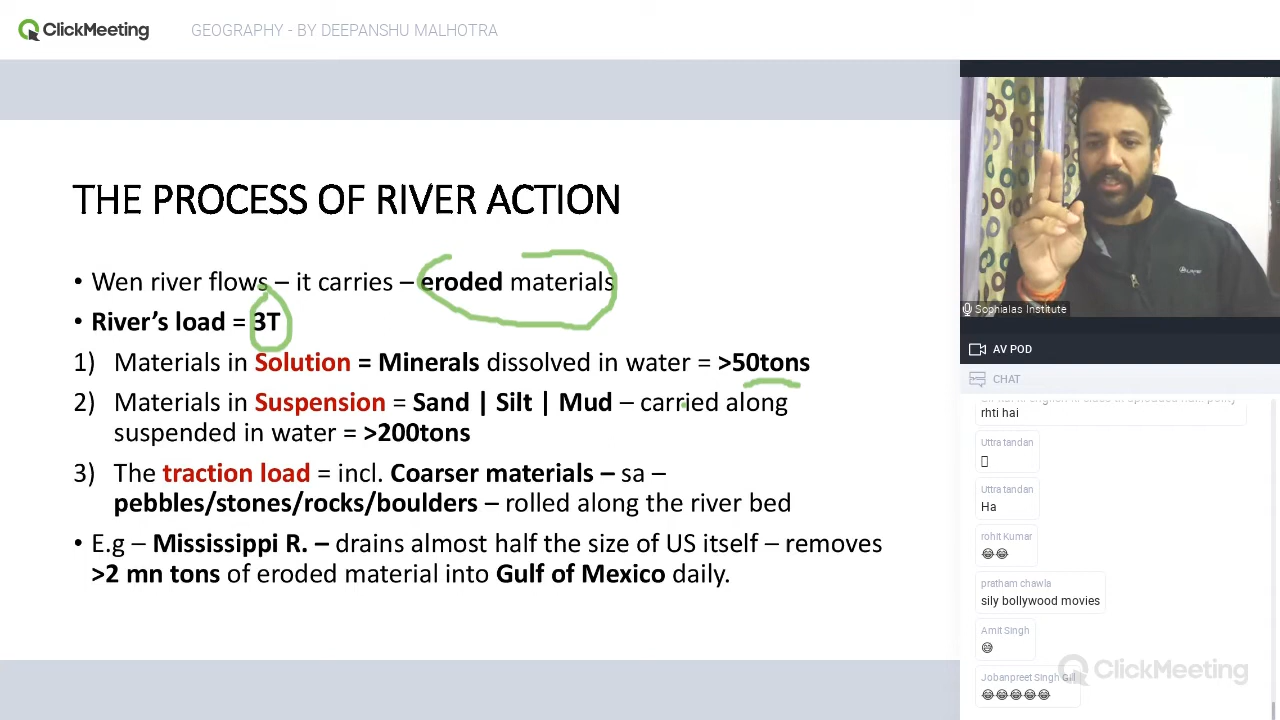 ClickMeeting
GEOGRAPHY - BY DEEPANSHU MALHOTRA
THE PROCESS OF RIVER ACTION
• Wen river flows – it carries – eroded materials
• River’s load = 3T
1) Materials in Solution = Minerals dissolved in water = >50tons
2) Materials in Suspension = Sand | Silt | Mud – carried along
suspended in water = >200tons
3) The traction load = incl. Coarser materials – sa –
pebbles/stones/rocks/boulders – rolled along the river bed
• E.g – Mississippi R. – drains almost half the size of US itself – removes
>2 mn tons of eroded material into Gulf of Mexico daily.
Sophialas Institute
AV POD
CHAT
rhti hai
Uttra tandan
Uttra tandan
Ha
rohit Kumar
😂😂
pratham chawla
sily bollywood movies
Amit Singh
😅
Jobanpreet Singh Gill
😂😂😂😂😂
ClickMeeting